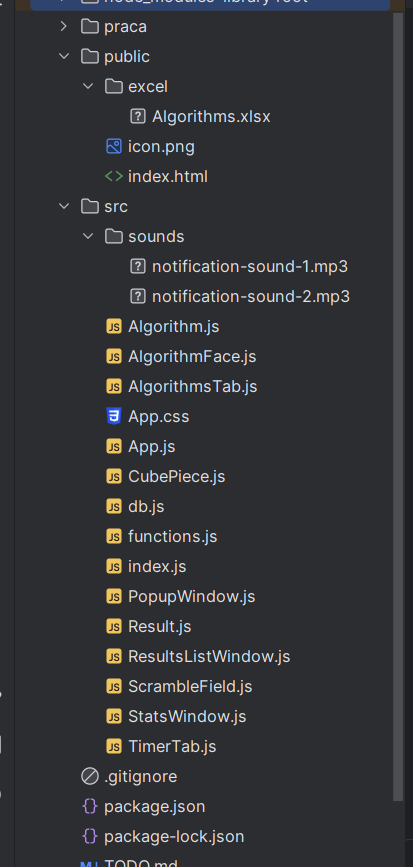 node_modules library root
praca
public
excel
Algorithms.xlsx
icon.png
index.html
src
sounds
notification-sound-1.mp3
notification-sound-2.mp3
Algorithm.js
AlgorithmFace.js
AlgorithmsTab.js
App.css
App.js
CubePiece.js
db.js
functions.js
index.js
PopupWindow.js
Result.js
ResultsListWindow.js
ScrambleField.js
StatsWindow.js
TimerTab.js
.gitignore
package.json
package-lock.json
TODO.md